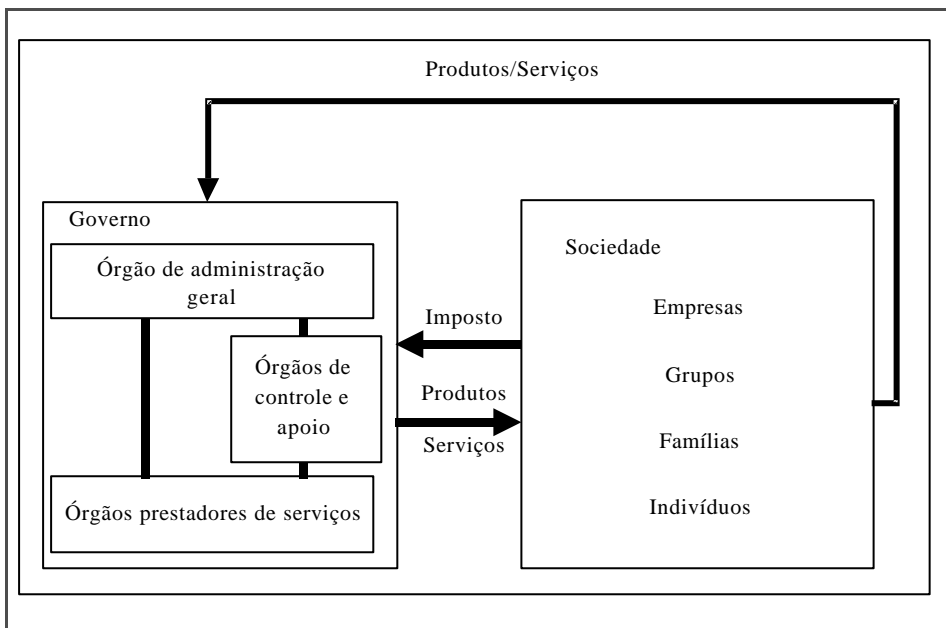 Produtos/Serviços
Governo
Órgão de administração
geral
Órgãos de
controle e
apoio
Órgãos prestadores de serviços
Imposto
Produtos
Serviços
Sociedade
Empresas
Grupos
Famílias
Indivíduos